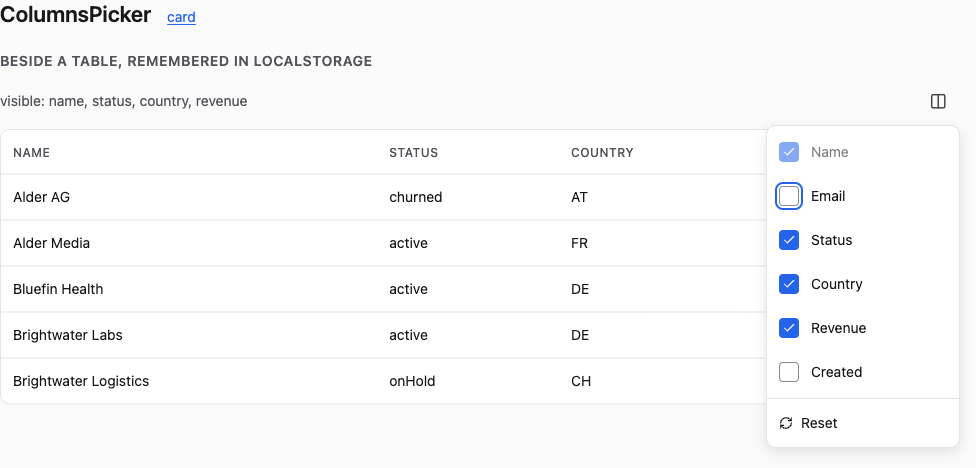 ColumnsPicker card
BESIDE A TABLE, REMEMBERED IN LOCALSTORAGE
visible: name, status, country, revenue
NAME STATUS COUNTRY
Alder AG churned AT
Alder Media active FR
Bluefin Health active DE
Brightwater Labs active DE
Brightwater Logistics onHold CH
Name
Email
Status
Country
Revenue
Created
Reset